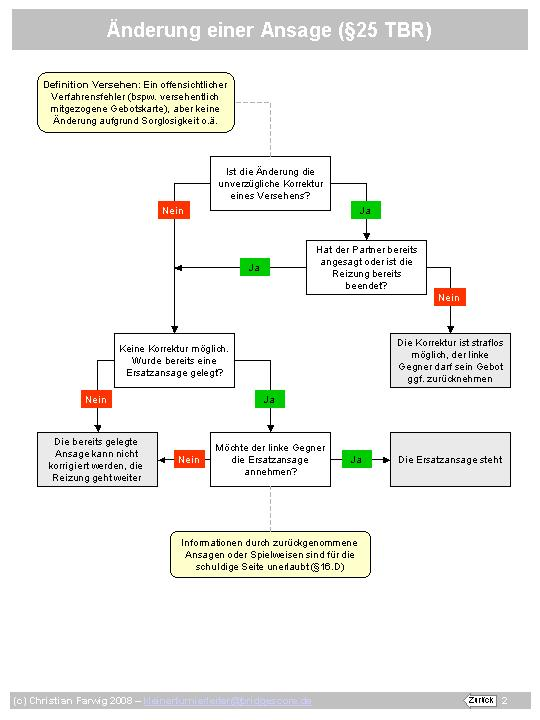 Änderung einer Ansage (§25 TBR)
Definition Versehen: Ein offensichtlicher
Verfahrensfehler (bspw. versehentlich
mitgezogene Gebotskarte), aber keine
Änderung aufgrund Sorglosigkeit o.ä.
Ist die Änderung die
unverzügliche Korrektur
eines Versehens?
Nein
Ja
Hat der Partner bereits
angesagt oder ist die
Reizung bereits
beendet?
Ja
Nein
Keine Korrektur möglich.
Wurde bereits eine
Ersatzansage gelegt?
Die Korrektur ist straflos
möglich, der linke
Gegner darf sein Gebot
ggf. zurücknehmen
Nein
Ja
Die bereits gelegte
Ansage kann nicht
korrigiert werden, die
Reizung geht weiter
Nein
Möchte der linke Gegner
die Ersatzansage
annehmen?
Ja
Die Ersatzansage steht
Informationen durch zurückgenommene
Ansagen oder Spielweisen sind für die
schuldige Seite unerlaubt (§16.D)
(c) Christian Farwig 2008 – kleinerturnierleiter@bridgescore.de
Zurück
2